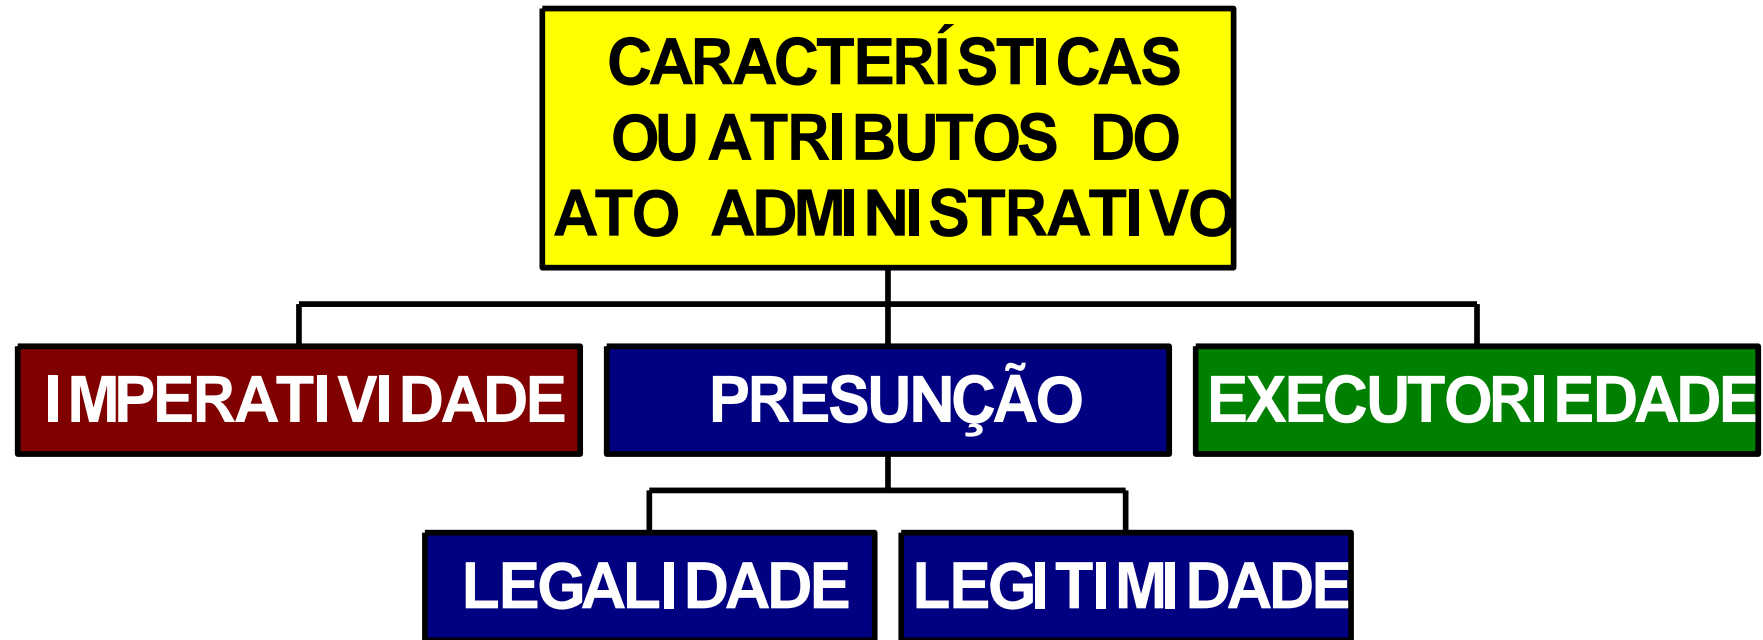 CARACTERÍSTICAS
OU ATRIBUTOS DO
ATO ADMINISTRATIVO
IMPERATIVIDADE
PRESUNÇÃO
EXECUTORIEDADE
LEGALIDADE
LEGITIMIDADE